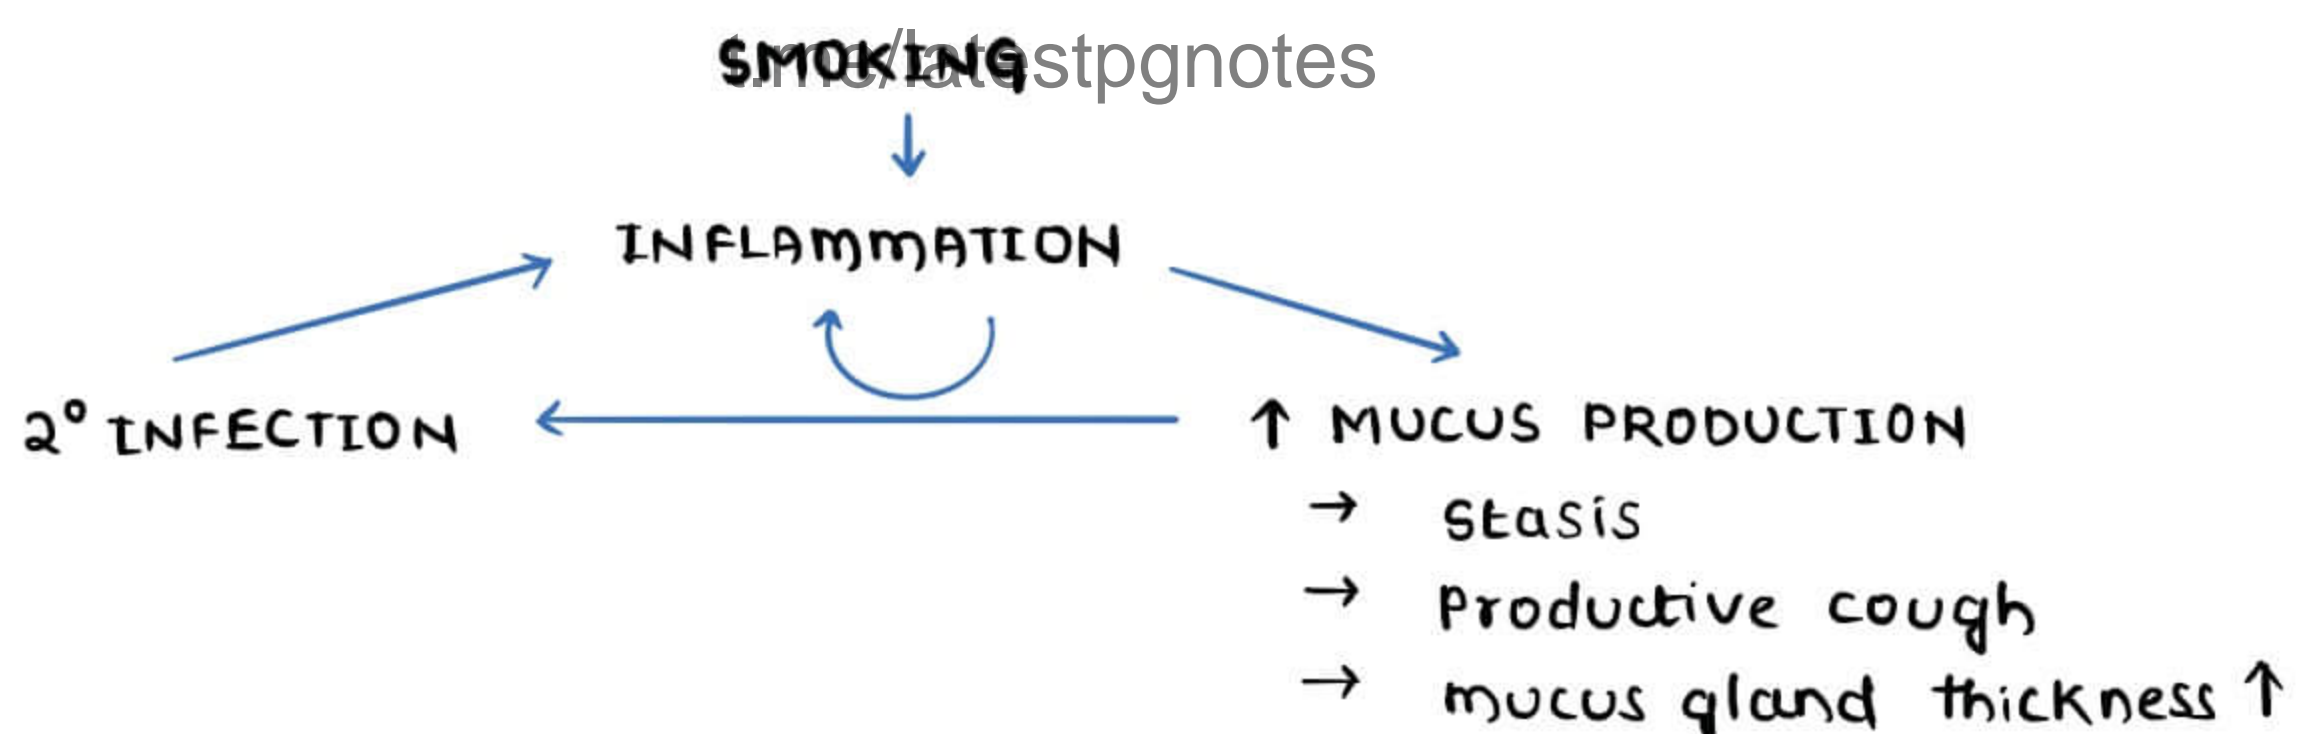 SMOKING
t.me/latestpgnotes
INFLAMMATION
2° INFECTION
↑ MUCUS PRODUCTION
→ Stasis
→ Productive cough
→ mucus gland thickness ↑